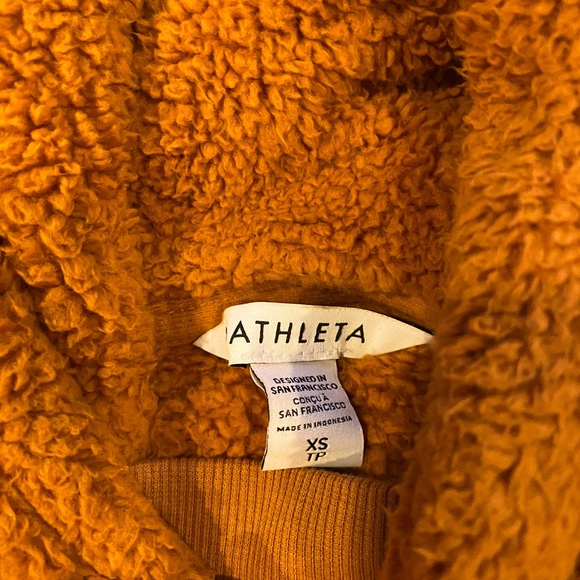 ATHLETA
DESIGNED IN
SAN FRANCISCO
CONÇU À
SAN FRANCISCO
MADE IN INDONESIA
XS
TP